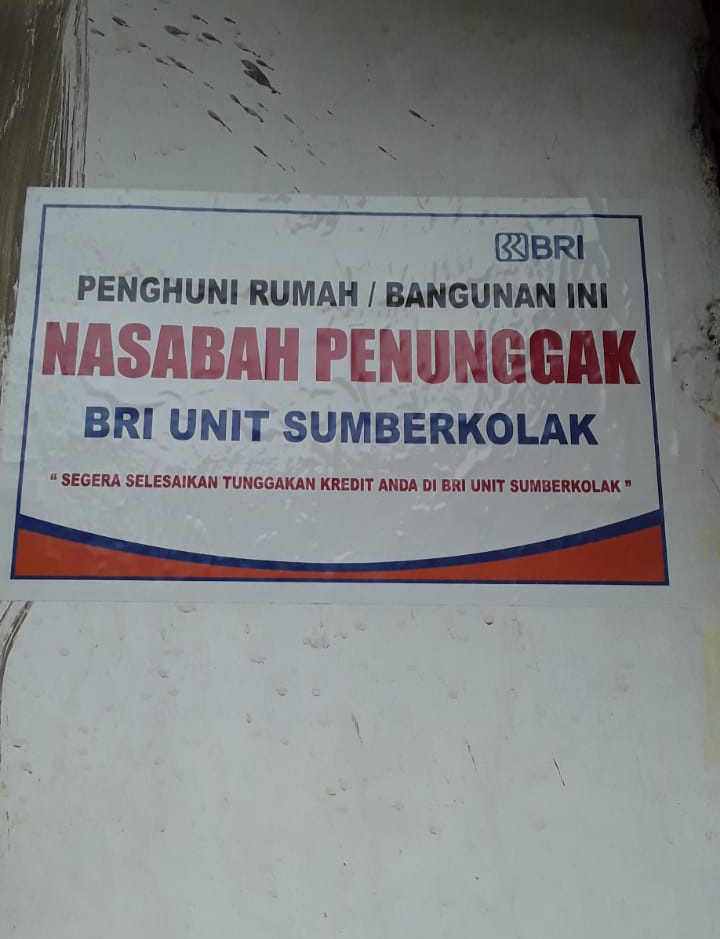 BRI
PENGHUNI RUMAH / BANGUNAN INI
NASABAH PENUNGGAK
BRI UNIT SUMBERKOLAK
“ SEGERA SELESAIKAN TUNGGAKAN KREDIT ANDA DI BRI UNIT SUMBERKOLAK ”